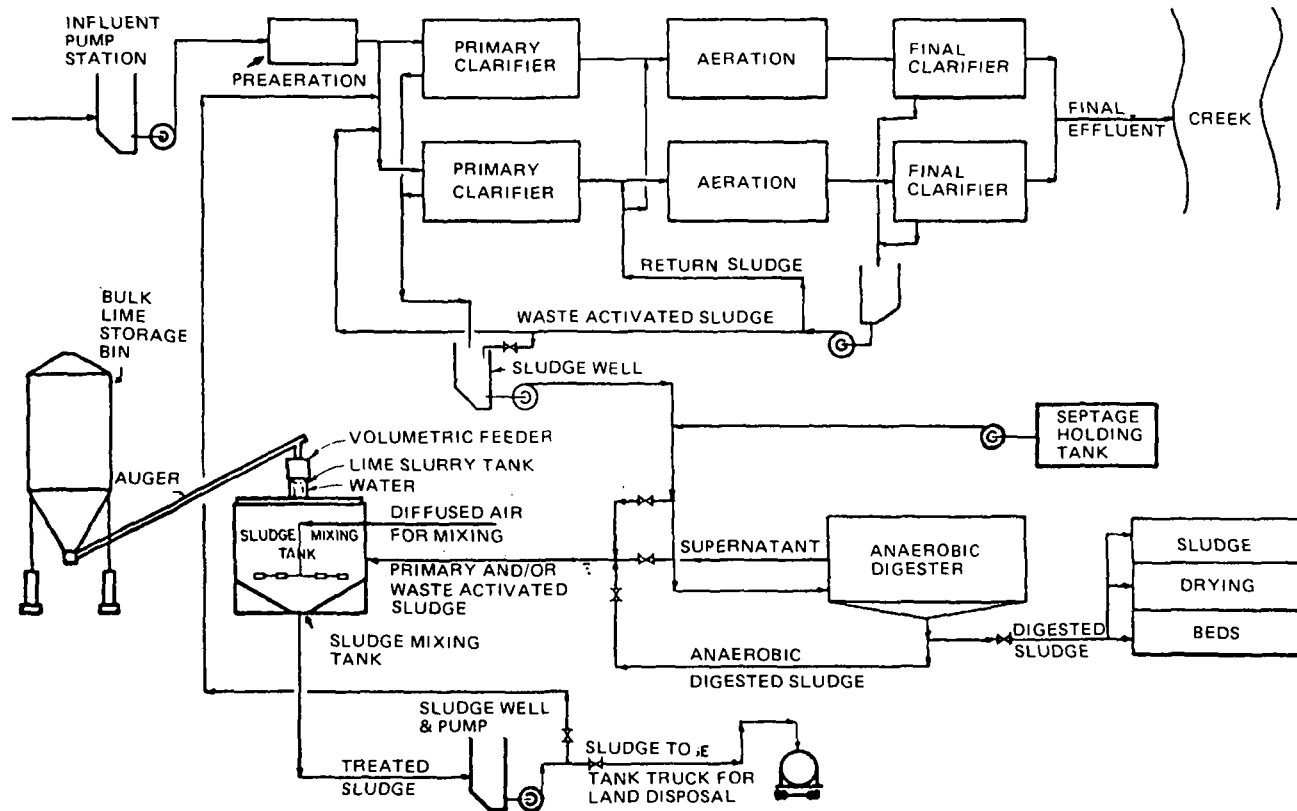 INFLUENT
PUMP
STATION
PREAERATION
PRIMARY
CLARIFIER
AERATION
FINAL
CLARIFIER
FINAL
EFFLUENT
CREEK
PRIMARY
CLARIFIER
AERATION
FINAL
CLARIFIER
RETURN SLUDGE
WASTE ACTIVATED SLUDGE
SLUDGE WELL
BULK
LIME
STORAGE
BIN
SEPTAGE
HOLDING
TANK
VOLUMETRIC FEEDER
LIME SLURRY TANK
WATER
AUGER
DIFFUSED AIR
FOR MIXING
SLUDGE MIXING
TANK
PRIMARY AND/OR
WASTE ACTIVATED
SLUDGE
SUPERNATANT
ANAEROBIC
DIGESTER
SLUDGE
DRYING
BEDS
DIGESTED
SLUDGE
SLUDGE MIXING
TANK
ANAEROBIC
DIGESTED SLUDGE
SLUDGE WELL
& PUMP
TREATED
SLUDGE
SLUDGE TO
TANK TRUCK FOR
LAND DISPOSAL